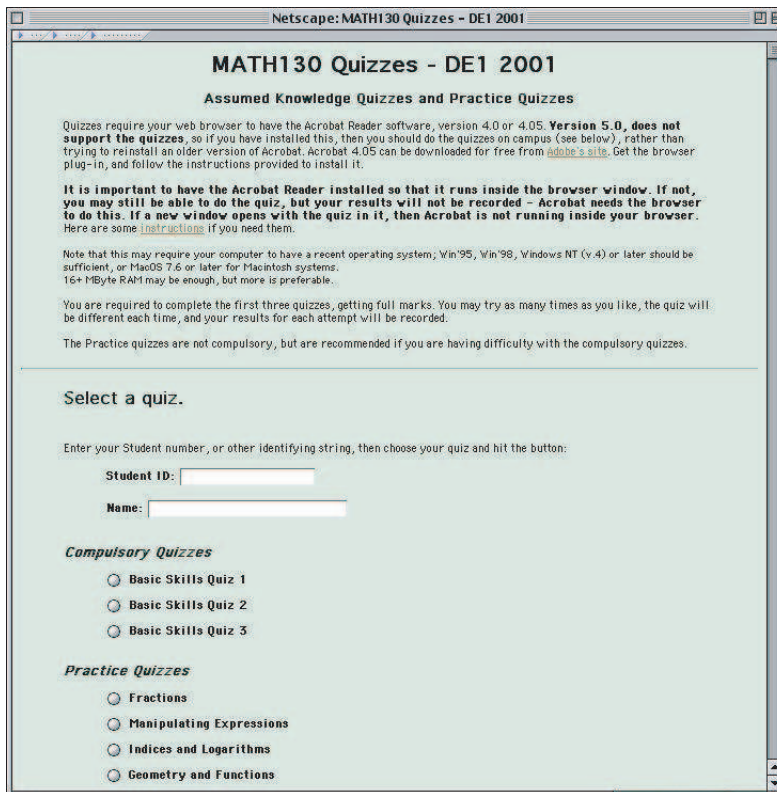 Netscape: MATH130 Quizzes - DE1 2001
MATH130 Quizzes - DE1 2001
Assumed Knowledge Quizzes and Practice Quizzes
Quizzes require your web browser to have the Acrobat Reader software, version 4.0 or 4.05. Version 5.0, does not
support the quizzes, so if you have installed this, then you should do the quizzes on campus (see below), rather than
trying to reinstall an older version of Acrobat. Acrobat 4.05 can be downloaded for free from Adobe's site. Get the browser
plug-in, and follow the instructions provided to install it.
It is important to have the Acrobat Reader installed so that it runs inside the browser window. If not,
you may still be able to do the quiz, but your results will not be recorded - Acrobat needs the browser
to do this. If a new window opens with the quiz in it, then Acrobat is not running inside your browser.
Here are some instructions if you need them.
Note that this may require your computer to have a recent operating system; Win'95, Win'98, Windows NT (v.4) or later should be
sufficient, or MacOS 7.6 or later for Macintosh systems.
16+ MByte RAM may be enough, but more is preferable.
You are required to complete the first three quizzes, getting full marks. You may try as many times as you like, the quiz will
be different each time, and your results for each attempt will be recorded.
The Practice quizzes are not compulsory, but are recommended if you are having difficulty with the compulsory quizzes.
Select a quiz.
Enter your Student number, or other identifying string, then choose your quiz and hit the button:
Student ID:
Name:
Compulsory Quizzes
Basic Skills Quiz 1
Basic Skills Quiz 2
Basic Skills Quiz 3
Practice Quizzes
Fractions
Manipulating Expressions
Indices and Logarithms
Geometry and Functions